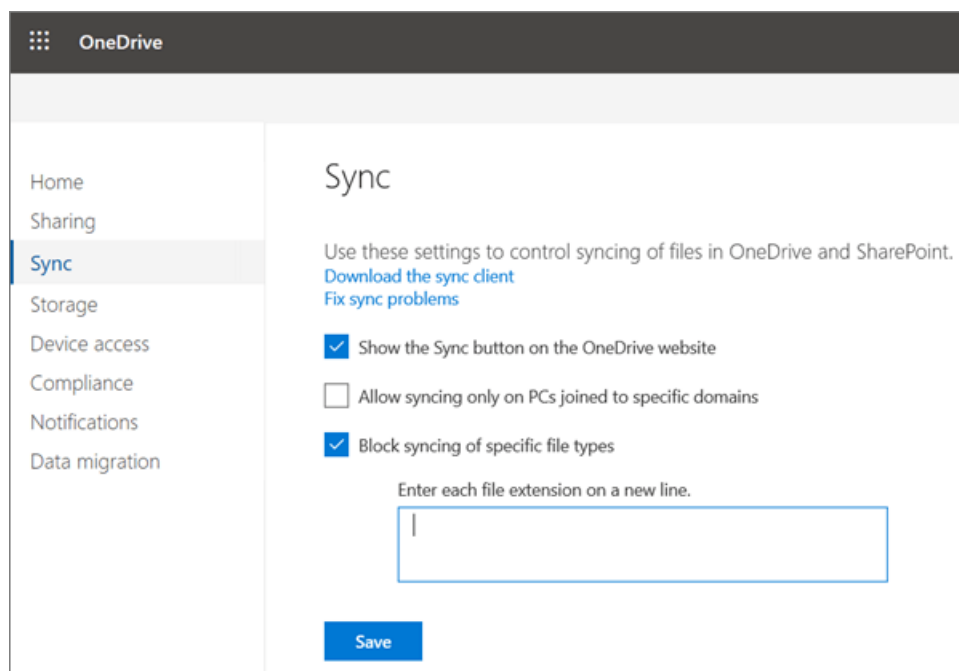 OneDrive
Home
Sharing
Sync
Storage
Device access
Compliance
Notifications
Data migration
Sync
Use these settings to control syncing of files in OneDrive and SharePoint.
Download the sync client
Fix sync problems
Show the Sync button on the OneDrive website
Allow syncing only on PCs joined to specific domains
Block syncing of specific file types
Enter each file extension on a new line.
Save